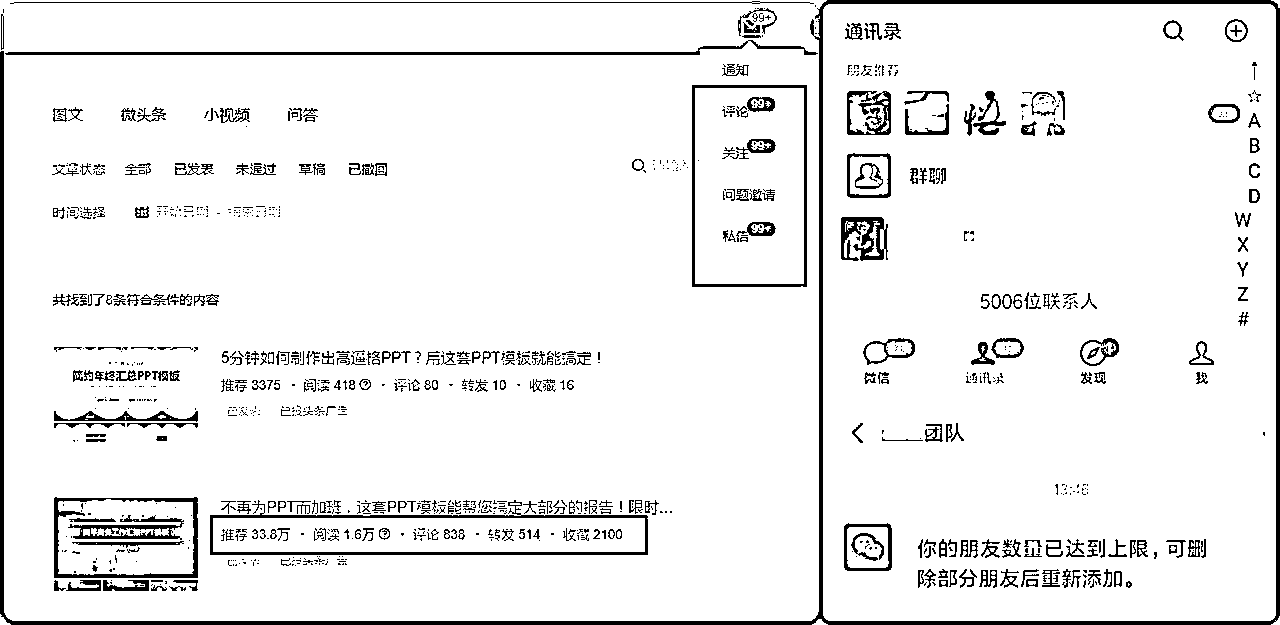 99+
通知
评论 99+
关注 99+
问题邀请
私信 99+
图文 微头条 小视频 问答
文章状态 全部 已发表 未通过 草稿 已撤回
时间选择 开始日期 - 结束日期
共找到了8条符合条件的内容
简约年终汇总PPT模板
5分钟如何制作出高逼格PPT？用这套PPT模板就能搞定！
推荐 3375 · 阅读 418 · 评论 80 · 转发 10 · 收藏 16
已发表 已投头条广告
不再为PPT而加班，这套PPT模板能帮您搞定大部分的报告！限时...
推荐 33.8万 · 阅读 1.6万 · 评论 838 · 转发 514 · 收藏 2100
通讯录
朋友推荐
群聊
↑
☆
A
B
C
D
W
X
Y
Z
#
5006位联系人
微信 通讯录 发现 我
团队
13:46
你的朋友数量已达到上限，可删
除部分朋友后重新添加。